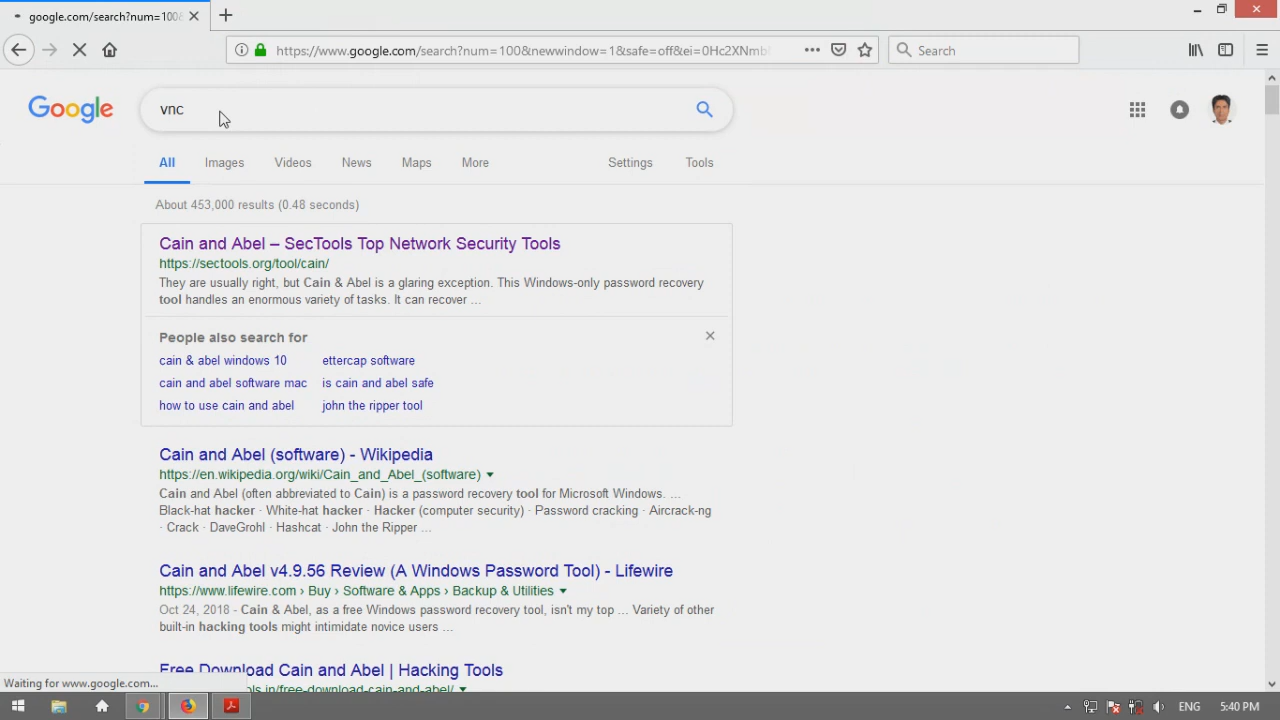 google.com/search?num=100&
https://www.google.com/search?num=100&newwindow=1&safe=off&ei=0Hc2XNmb
Search
Google
vnc
All Images Videos News Maps More Settings Tools
About 453,000 results (0.48 seconds)
Cain and Abel – SecTools Top Network Security Tools
https://sectools.org/tool/cain/
They are usually right, but Cain & Abel is a glaring exception. This Windows-only password recovery
tool handles an enormous variety of tasks. It can recover ...
People also search for
cain & abel windows 10 ettercap software
cain and abel software mac is cain and abel safe
how to use cain and abel john the ripper tool
Cain and Abel (software) - Wikipedia
https://en.wikipedia.org/wiki/Cain_and_Abel_(software)
Cain and Abel (often abbreviated to Cain) is a password recovery tool for Microsoft Windows. ...
Black-hat hacker · White-hat hacker · Hacker (computer security) · Password cracking · Aircrack-ng
· Crack · DaveGrohl · Hashcat · John the Ripper ...
Cain and Abel v4.9.56 Review (A Windows Password Tool) - Lifewire
https://www.lifewire.com › Buy › Software & Apps › Backup & Utilities
Oct 24, 2018 - Cain & Abel, as a free Windows password recovery tool, isn't my top ... Variety of other
built-in hacking tools might intimidate novice users ...
Free Download Cain and Abel | Hacking Tools
ols.in/free-download-cain-and-abel/
Waiting for www.google.com...
ENG 5:40 PM